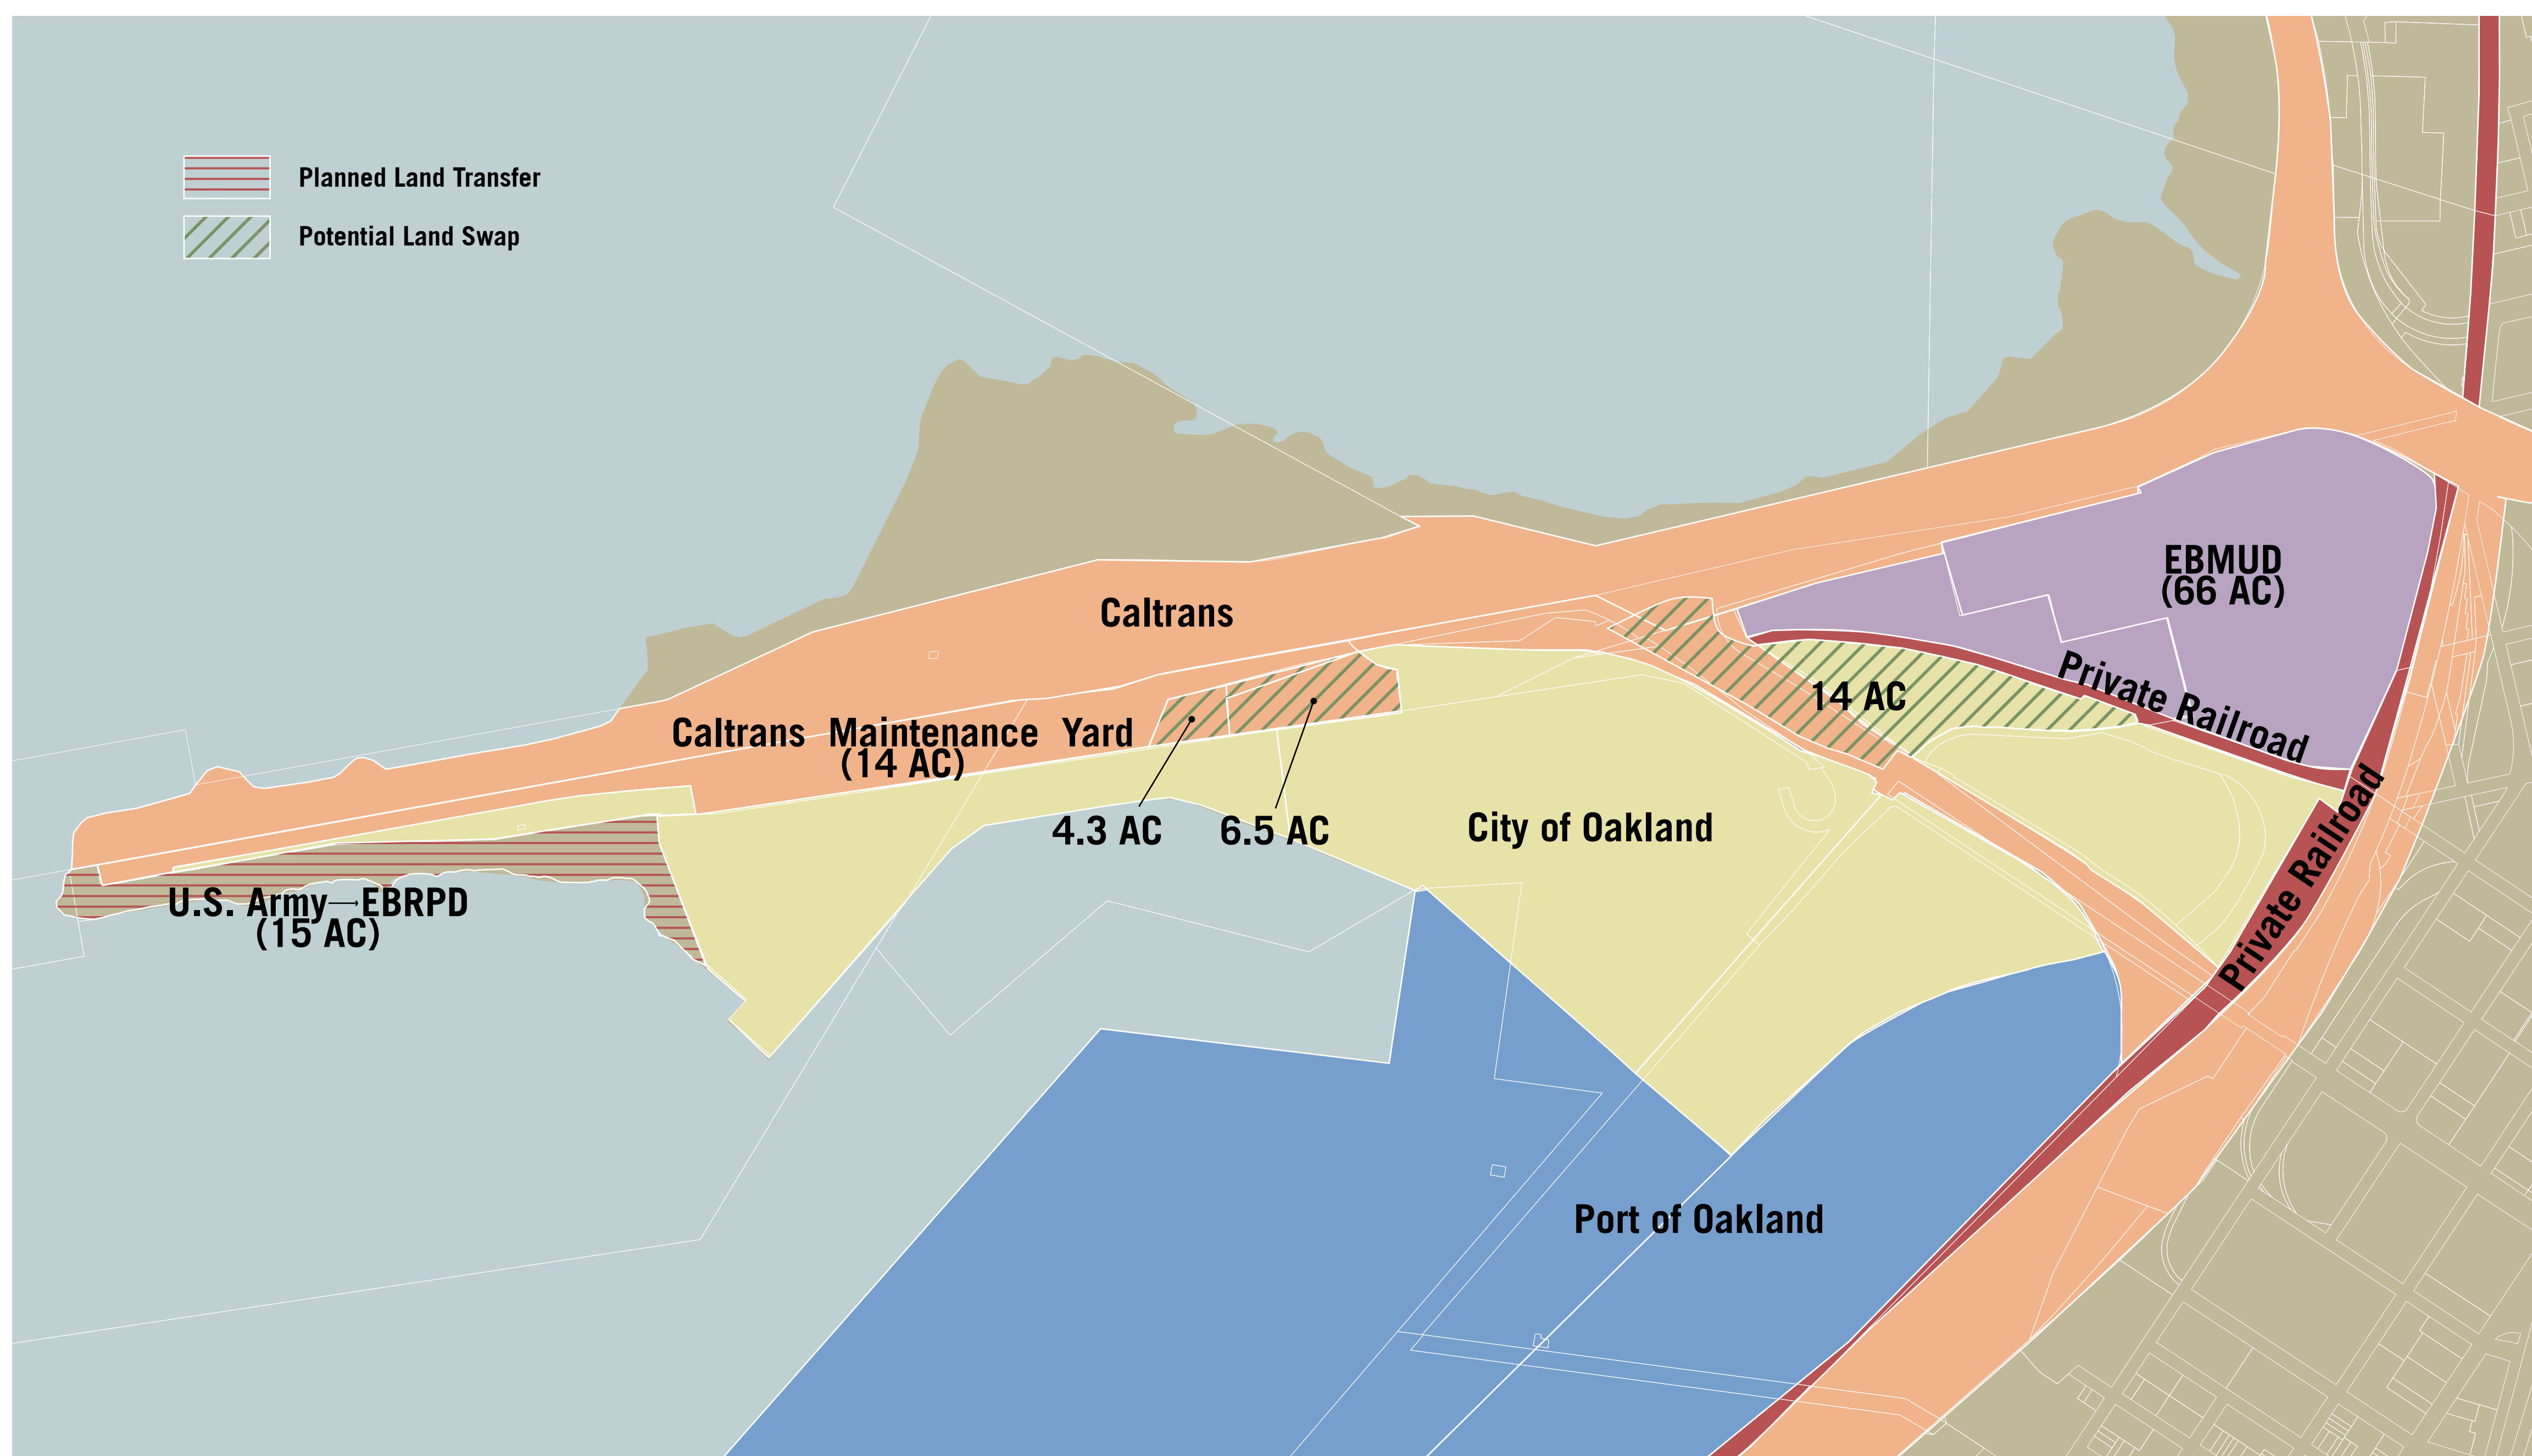 Planned Land Transfer
Potential Land Swap
EBMUD
(66 AC)
Caltrans
Private Railroad
14 AC
Caltrans Maintenance Yard
(14 AC)
4.3 AC
6.5 AC
City of Oakland
Private Railroad
U.S. Army→EBRPD
(15 AC)
Port of Oakland